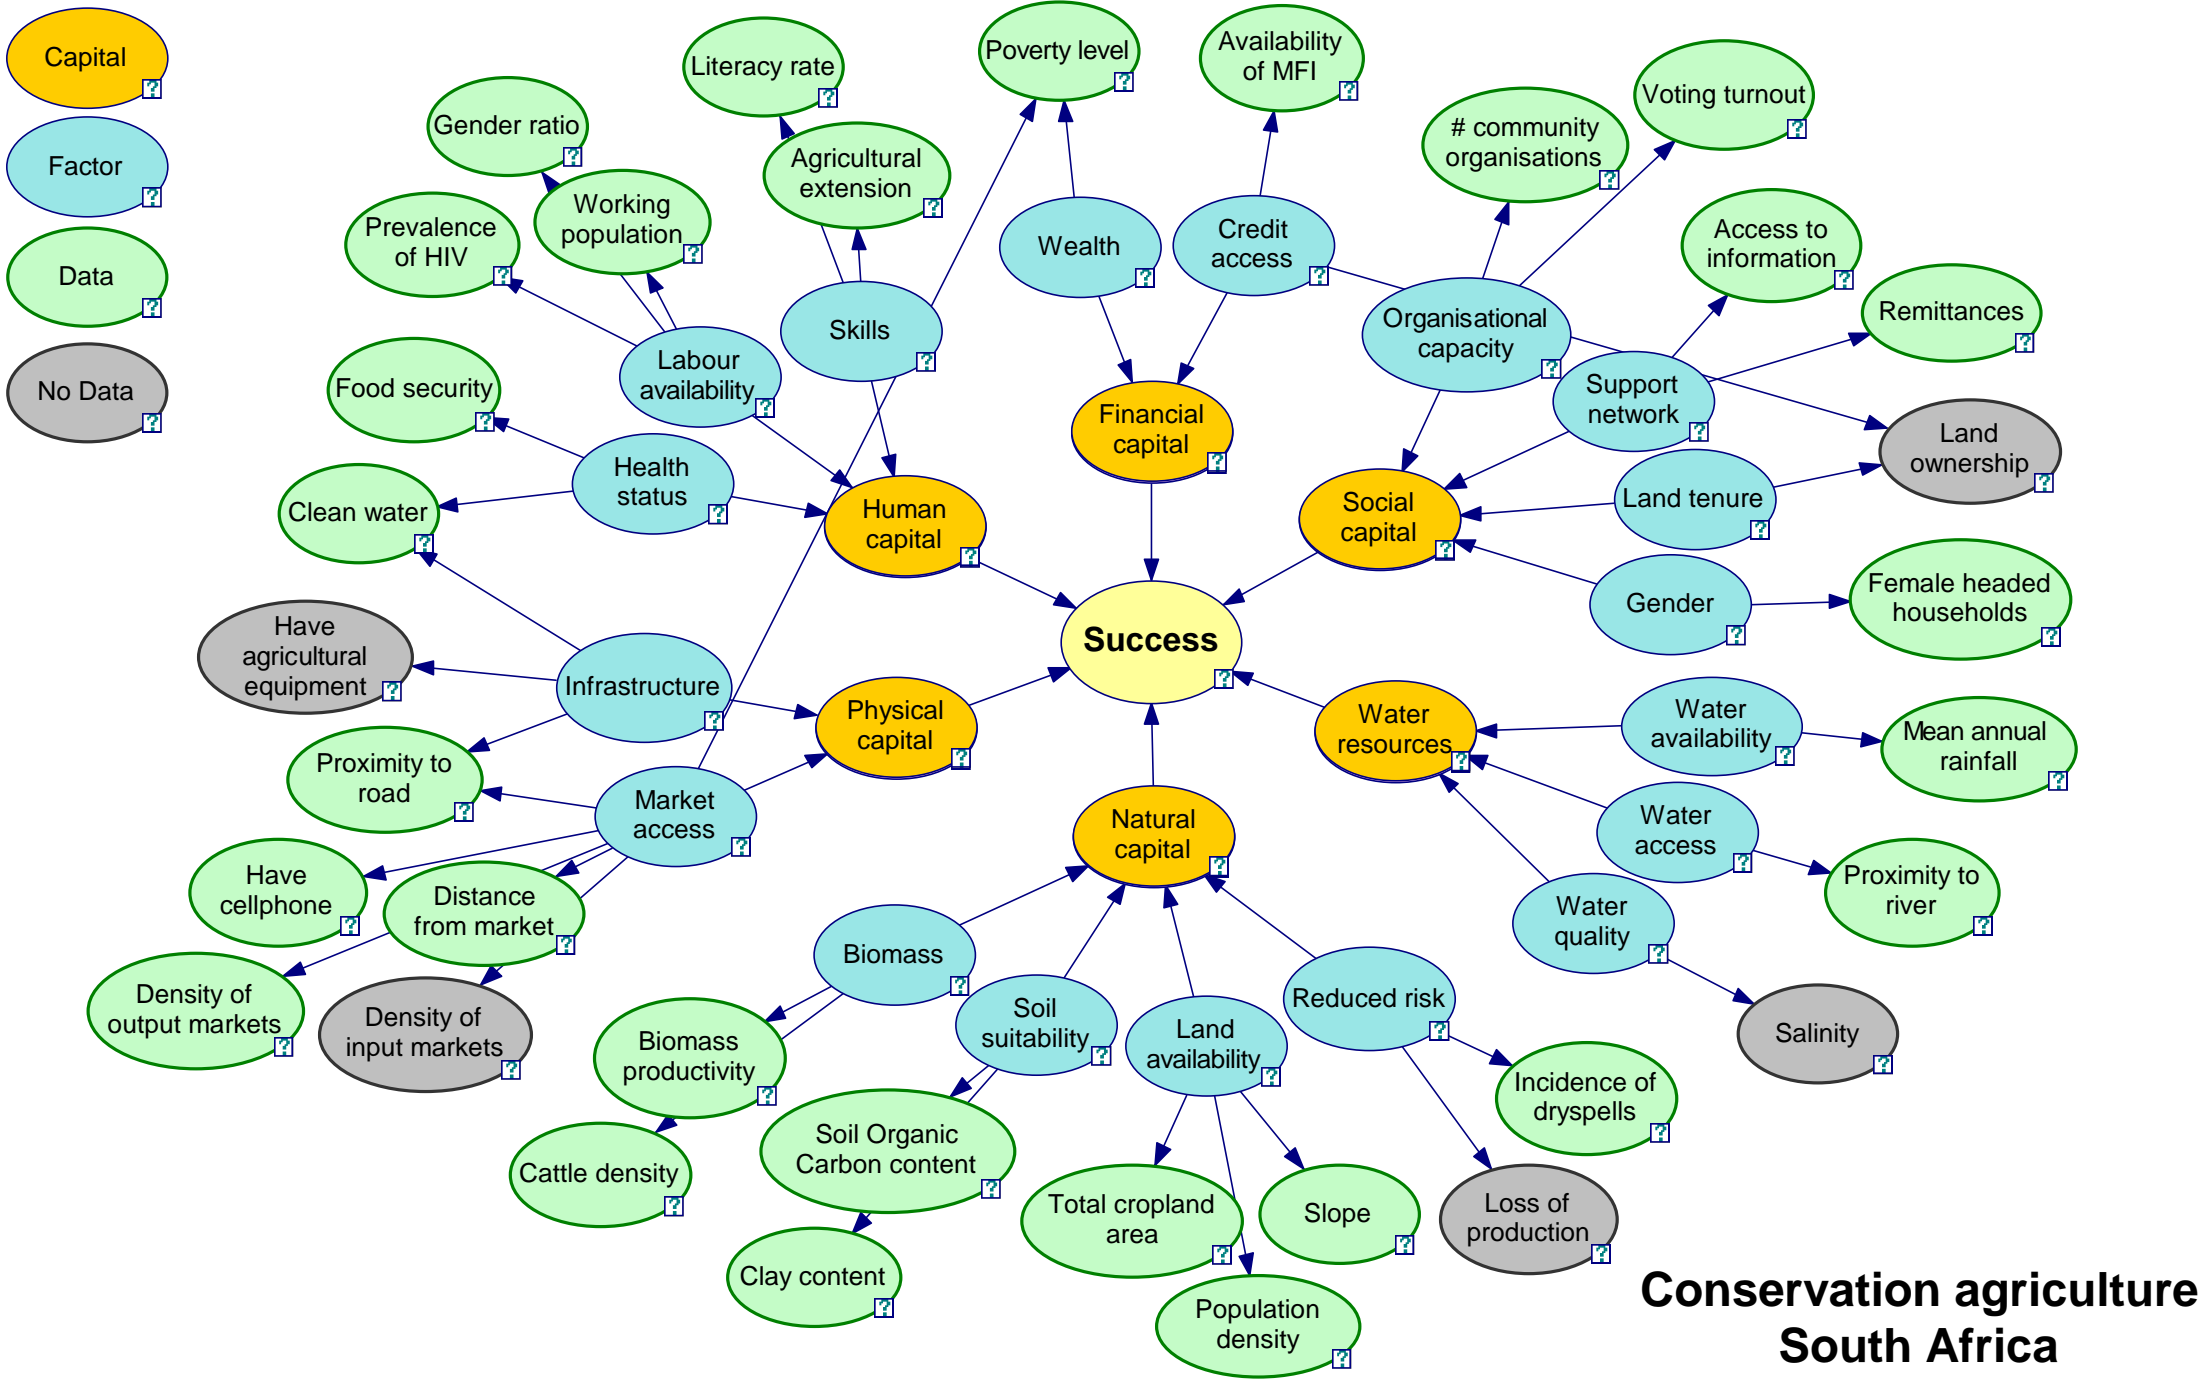 Capital
?
Factor
?
Data
?
No Data
?
Literacy rate
?
Poverty level
?
Availability
of MFI
?
Voting turnout
?
Gender ratio
?
# community
organisations
?
Agricultural
extension
?
Prevalence
of HIV
?
Working
population
?
Wealth
?
Credit
access
?
Access to
information
?
Remittances
?
Skills
?
Organisational
capacity
?
Labour
availability
?
Food security
?
Support
network
?
Financial
capital
?
Land
ownership
?
Health
status
?
Clean water
?
Human
capital
?
Social
capital
?
Land tenure
?
Gender
?
Female headed
households
?
Success
?
Have
agricultural
equipment
?
Infrastructure
?
Physical
capital
?
Water
resources
?
Water
availability
?
Mean annual
rainfall
?
Proximity to
road
?
Market
access
?
Natural
capital
?
Water
access
?
Proximity to
river
?
Have
cellphone
?
Distance
from market
?
Water
quality
?
Biomass
?
Density of
output markets
?
Density of
input markets
?
Soil
suitability
?
Land
availability
?
Reduced risk
?
Salinity
?
Biomass
productivity
?
Incidence of
dryspells
?
Cattle density
?
Soil Organic
Carbon content
?
Total cropland
area
?
Slope
?
Loss of
production
?
Clay content
?
Population
density
?
Conservation agriculture
South Africa